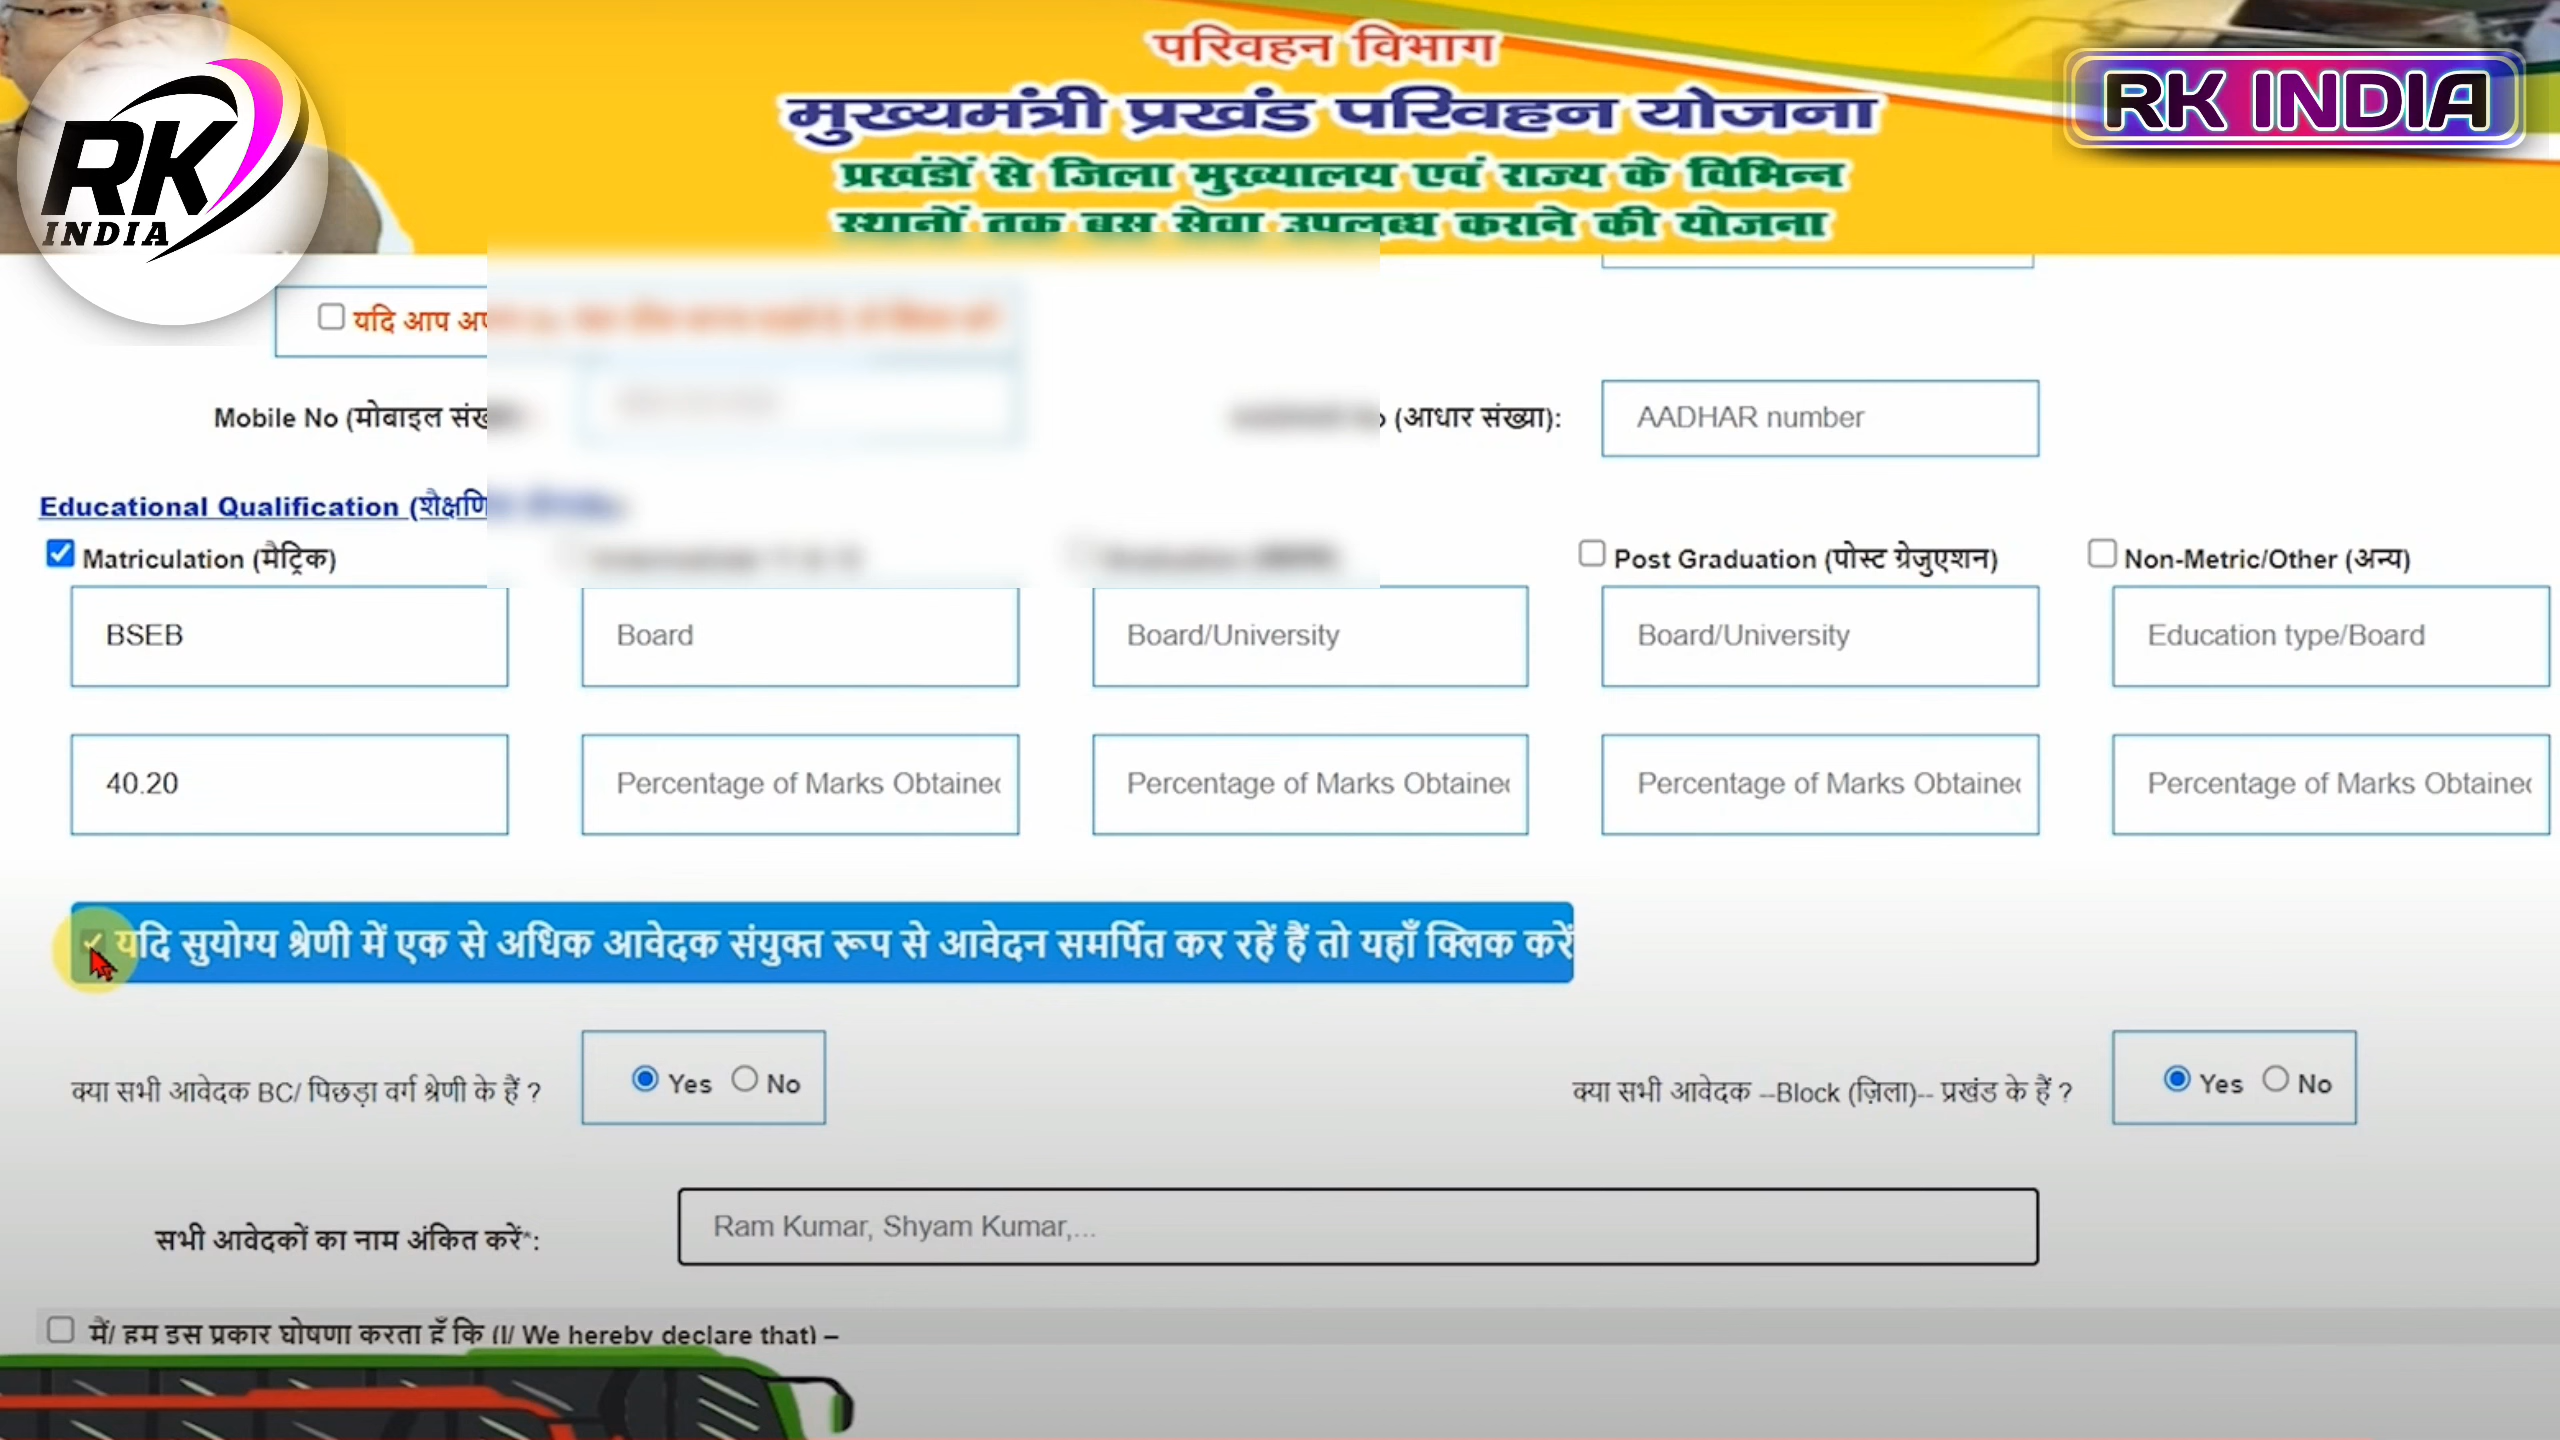 परिवहन विभाग
मुख्यमंत्री प्रखंड परिवहन योजना
प्रखंडों से जिला मुख्यालय एवं राज्य के विभिन्न
स्थानों तक बस सेवा उपलब्ध कराने की योजना
RK INDIA
RK
INDIA
यदि आप
Mobile No (मोबाइल
(आधार संख्या):
AADHAR number
Educational Qualification
Matriculation (मैट्रिक)
Post Graduation (पोस्ट ग्रेजुएशन)
Non-Metric/Other (अन्य)
BSEB
Board
Board/University
Board/University
Education type/Board
40.20
Percentage of Marks Obtained
Percentage of Marks Obtained
Percentage of Marks Obtained
Percentage of Marks Obtained
यदि सुयोग्य श्रेणी में एक से अधिक आवेदक संयुक्त रूप से आवेदन समर्पित कर रहें हैं तो यहाँ क्लिक करें
क्या सभी आवेदक BC/ पिछड़ा वर्ग श्रेणी के हैं ?
Yes No
क्या सभी आवेदक --Block (ज़िला)-- प्रखंड के हैं ?
Yes No
सभी आवेदकों का नाम अंकित करें*:
Ram Kumar, Shyam Kumar,...
मैं/ हम इस प्रकार घोषणा करता हूँ कि (I/ We hereby declare that) –